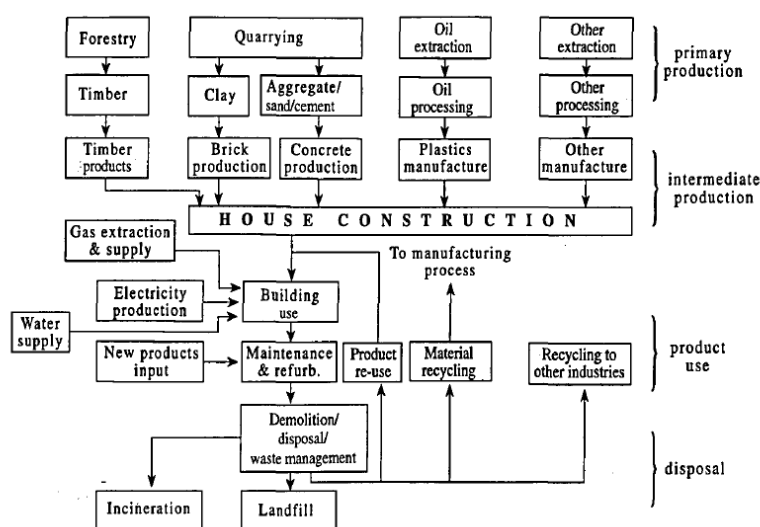 Forestry
Quarrying
Oil
extraction
Other
extraction
primary
production
Timber
Clay
Aggregate/
sand/cement
Oil
processing
Other
processing
Timber
products
Brick
production
Concrete
production
Plastics
manufacture
Other
manufacture
intermediate
production
HOUSE CONSTRUCTION
Gas extraction
& supply
To manufacturing
process
Electricity
production
Building
use
Water
supply
New products
input
Maintenance
& refurb.
Product
re-use
Material
recycling
Recycling to
other industries
product
use
Demolition/
disposal/
waste management
disposal
Incineration
Landfill